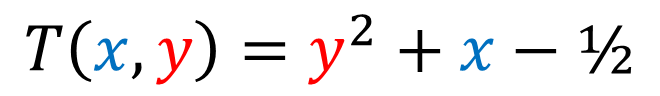 T(x, y) = y² + x − ½